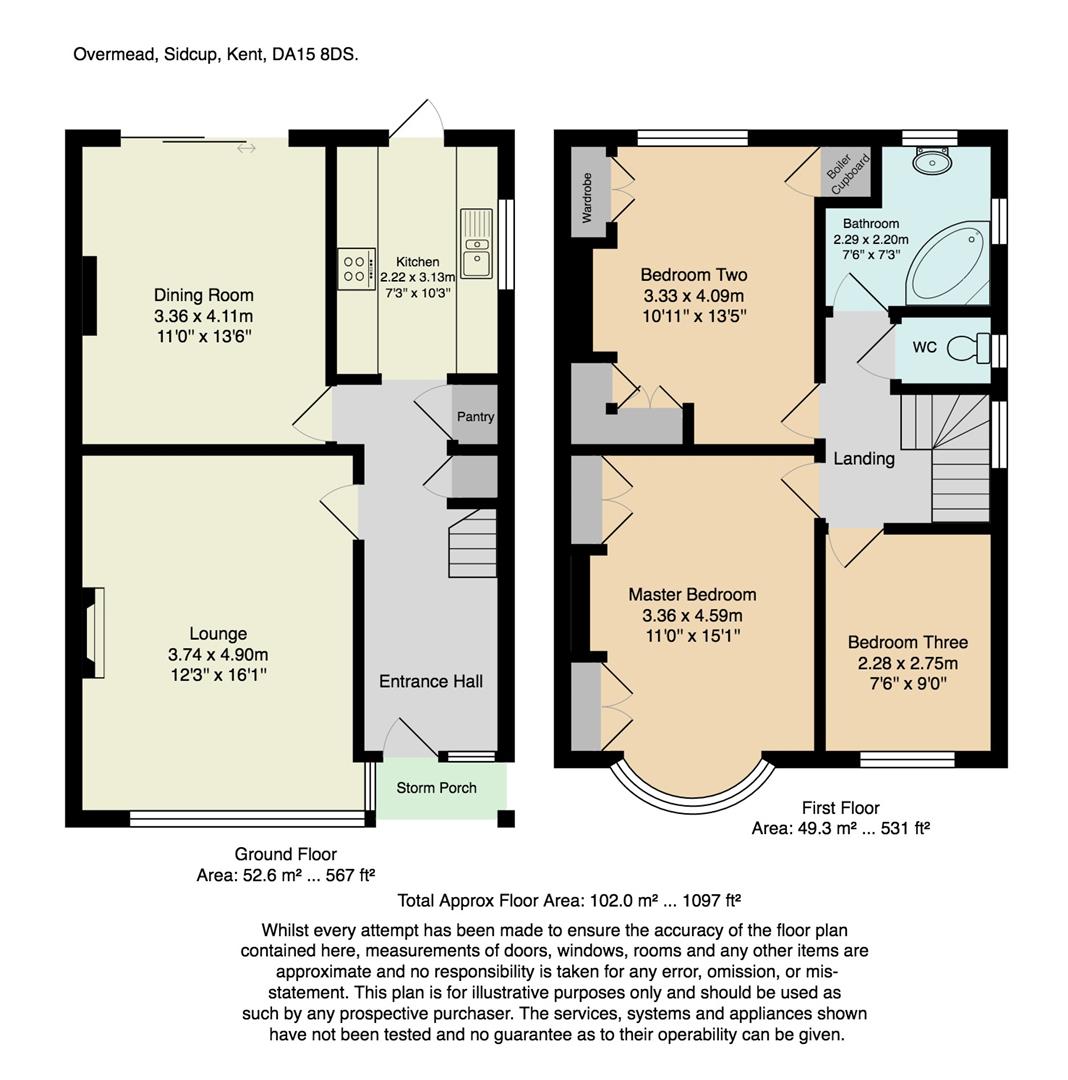 Overmead, Sidcup, Kent, DA15 8DS.
Dining Room
3.36 x 4.11m
11'0" x 13'6"
Kitchen
2.22 x 3.13m
7'3" x 10'3"
Pantry
Lounge
3.74 x 4.90m
12'3" x 16'1"
Entrance Hall
Storm Porch
Ground Floor
Area: 52.6 m² ... 567 ft²
Wardrobe
Boiler
Cupboard
Bathroom
2.29 x 2.20m
7'6" x 7'3"
Bedroom Two
3.33 x 4.09m
10'11" x 13'5"
WC
Landing
Master Bedroom
3.36 x 4.59m
11'0" x 15'1"
Bedroom Three
2.28 x 2.75m
7'6" x 9'0"
First Floor
Area: 49.3 m² ... 531 ft²
Total Approx Floor Area: 102.0 m² ... 1097 ft²
Whilst every attempt has been made to ensure the accuracy of the floor plan
contained here, measurements of doors, windows, rooms and any other items are
approximate and no responsibility is taken for any error, omission, or mis-
statement. This plan is for illustrative purposes only and should be used as
such by any prospective purchaser. The services, systems and appliances shown
have not been tested and no guarantee as to their operability can be given.